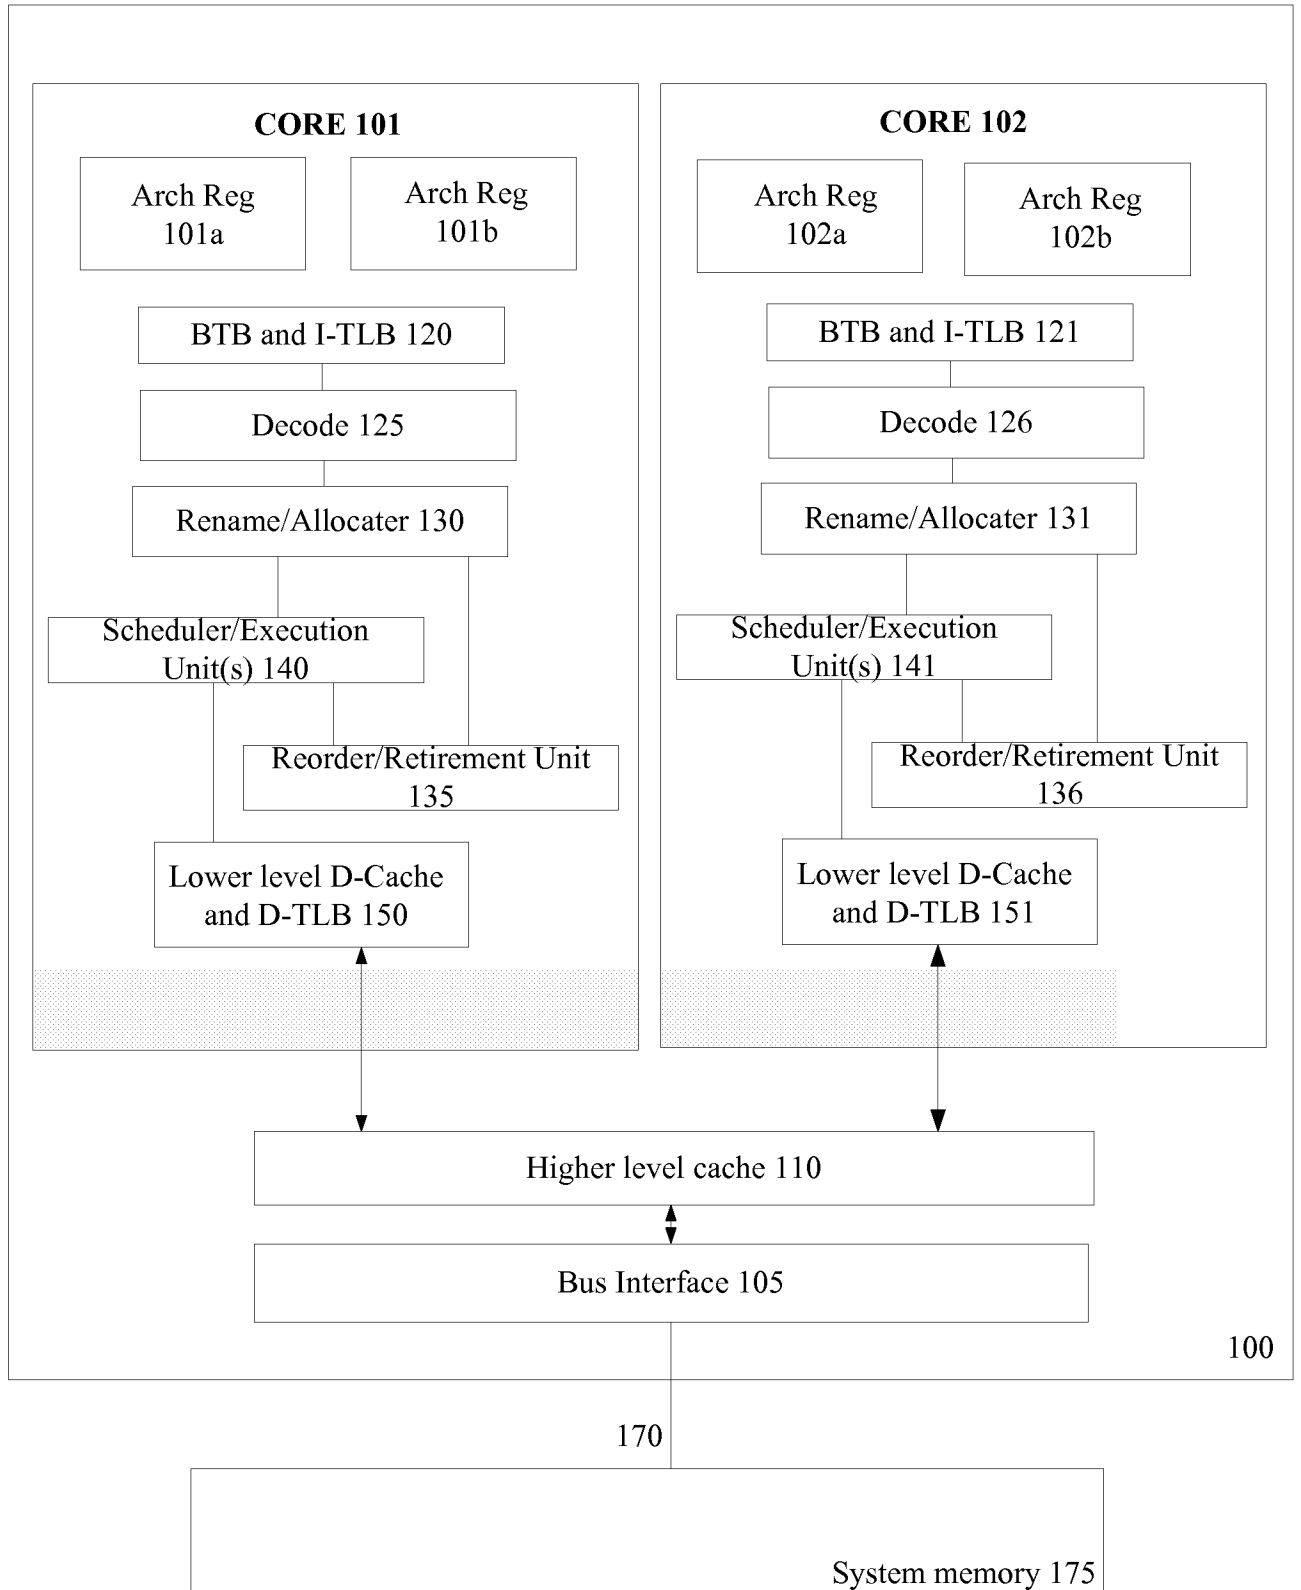 CORE 101
Arch Reg
101a
Arch Reg
101b
BTB and I-TLB 120
Decode 125
Rename/Allocater 130
Scheduler/Execution
Unit(s) 140
Reorder/Retirement Unit
135
Lower level D-Cache
and D-TLB 150
CORE 102
Arch Reg
102a
Arch Reg
102b
BTB and I-TLB 121
Decode 126
Rename/Allocater 131
Scheduler/Execution
Unit(s) 141
Reorder/Retirement Unit
136
Lower level D-Cache
and D-TLB 151
Higher level cache 110
Bus Interface 105
100
170
System memory 175